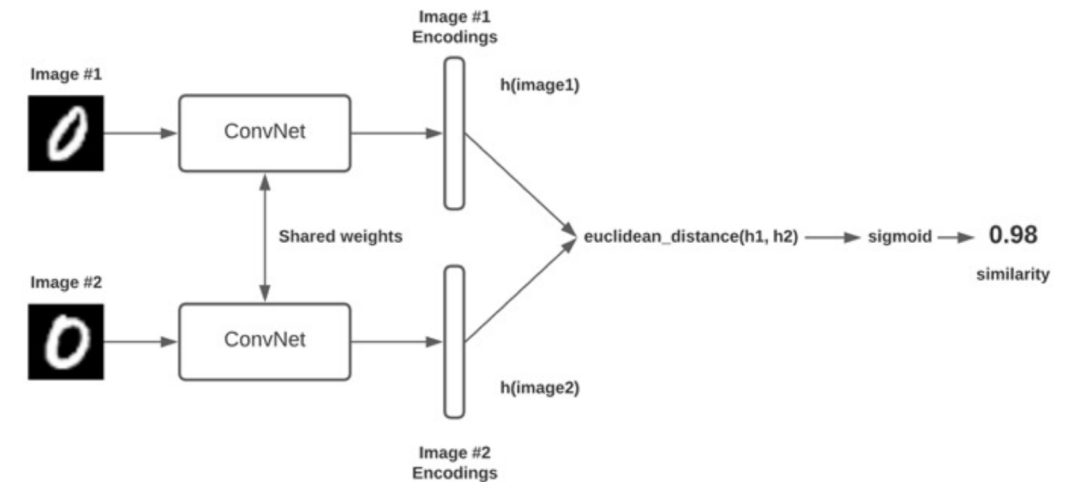 Image #1
Encodings
Image #1
h(image1)
ConvNet
Shared weights
euclidean_distance(h1, h2)
sigmoid
0.98
similarity
Image #2
ConvNet
h(image2)
Image #2
Encodings